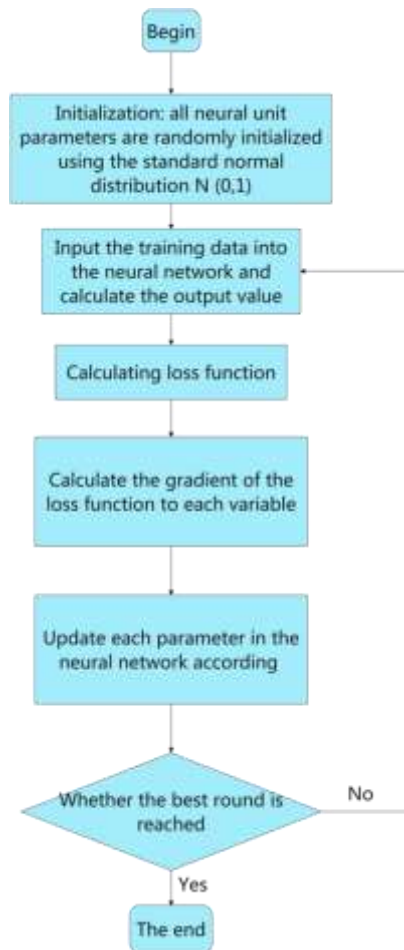 Begin
Initialization: all neural unit
parameters are randomly initialized
using the standard normal
distribution N (0,1)
Input the training data into
the neural network and
calculate the output value
Calculating loss function
Calculate the gradient of the
loss function to each variable
Update each parameter in the
neural network according
Whether the best round is
reached
No
Yes
The end